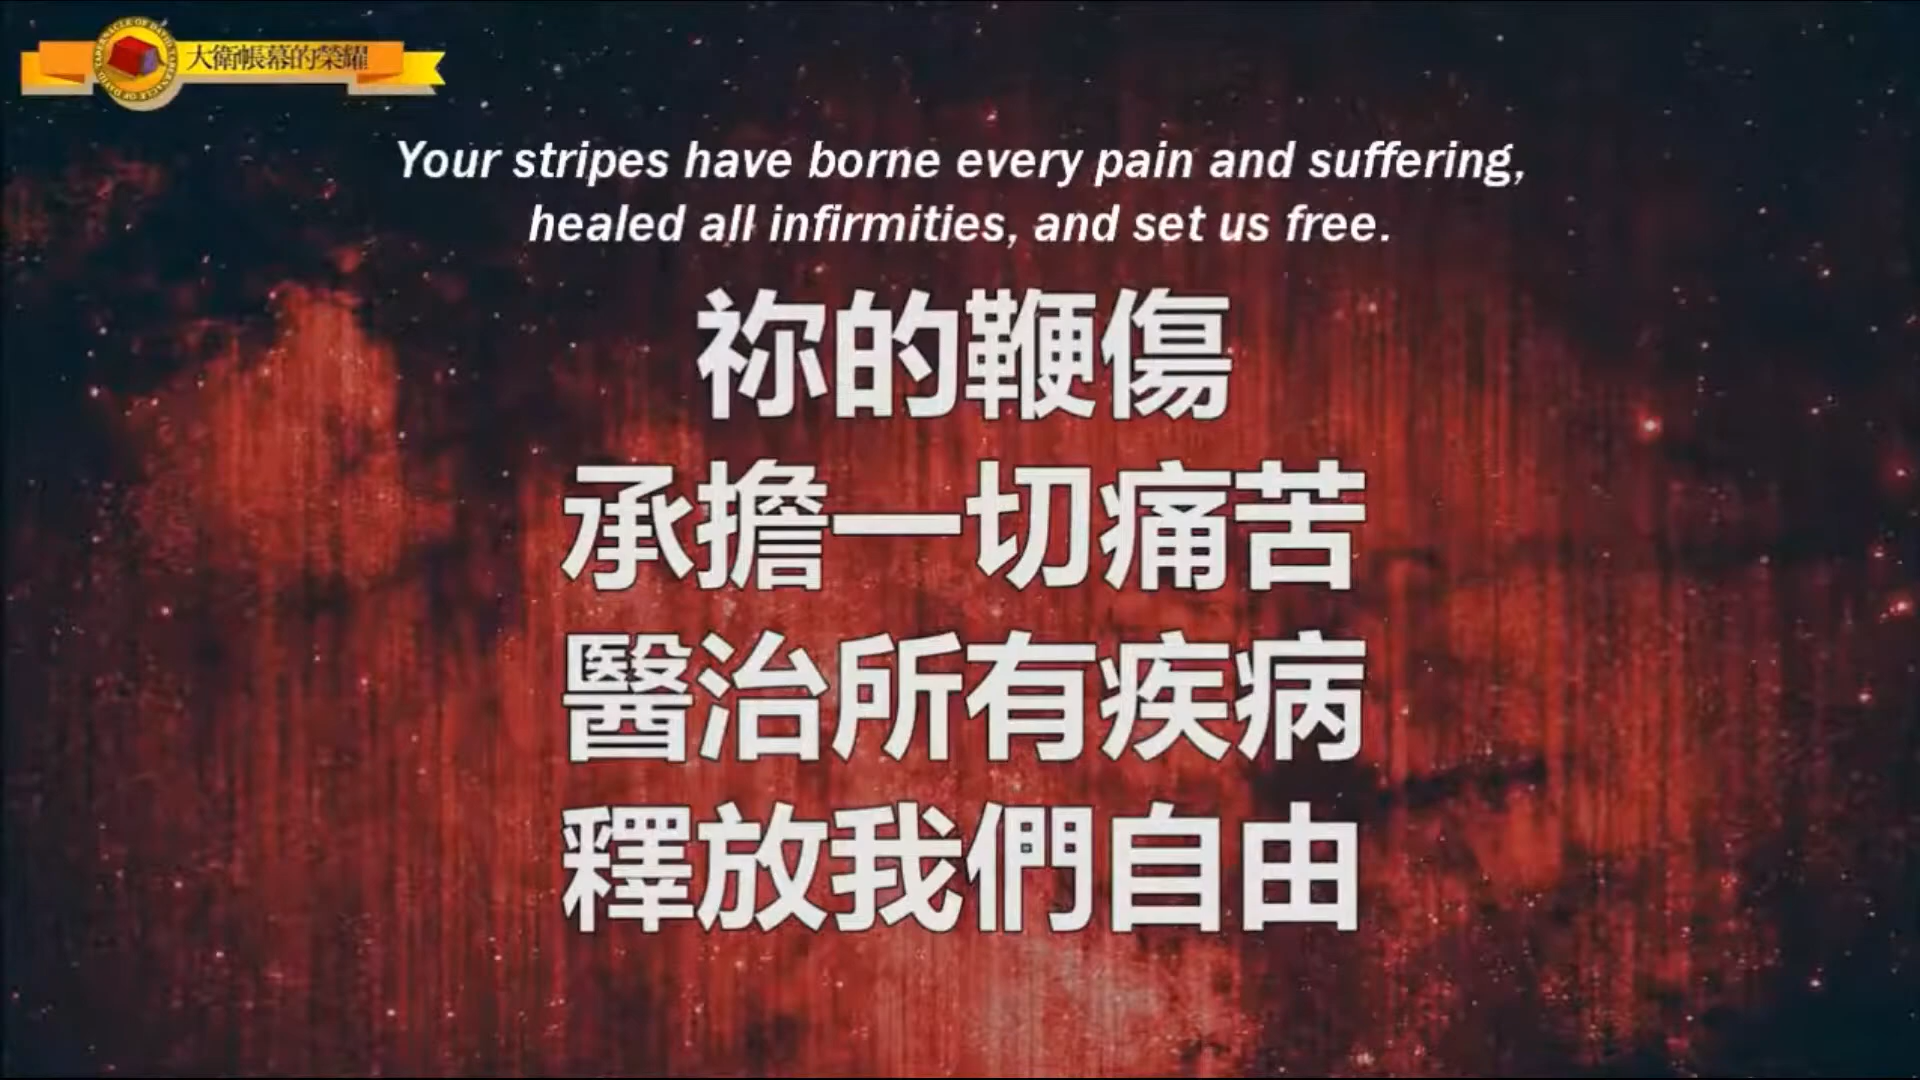 大衛帳幕的榮耀
Your stripes have borne every pain and suffering,
healed all infirmities, and set us free.
祢的鞭傷
承擔一切痛苦
醫治所有疾病
釋放我們自由